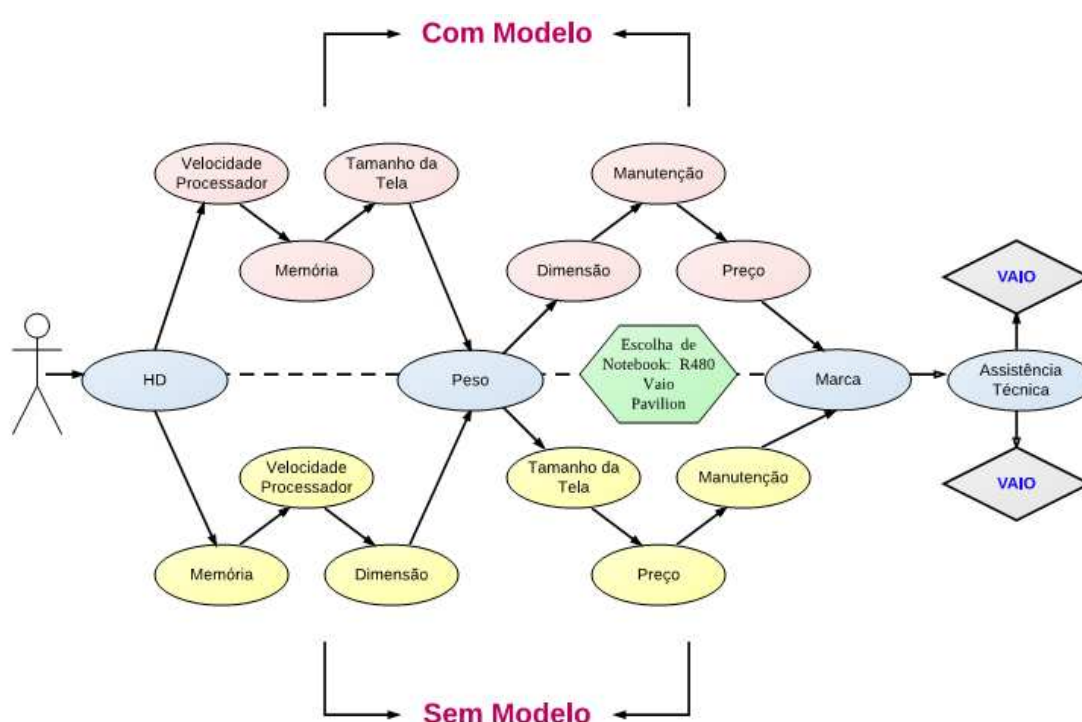 Com Modelo
Velocidade
Processador
Tamanho da
Tela
Manutenção
Memória
Dimensão
Preço
VAIO
HD
Peso
Escolha de
Notebook: R480
Vaio
Pavilion
Marca
Assistência
Técnica
Velocidade
Processador
Tamanho da
Tela
Manutenção
VAIO
Memória
Dimensão
Preço
Sem Modelo